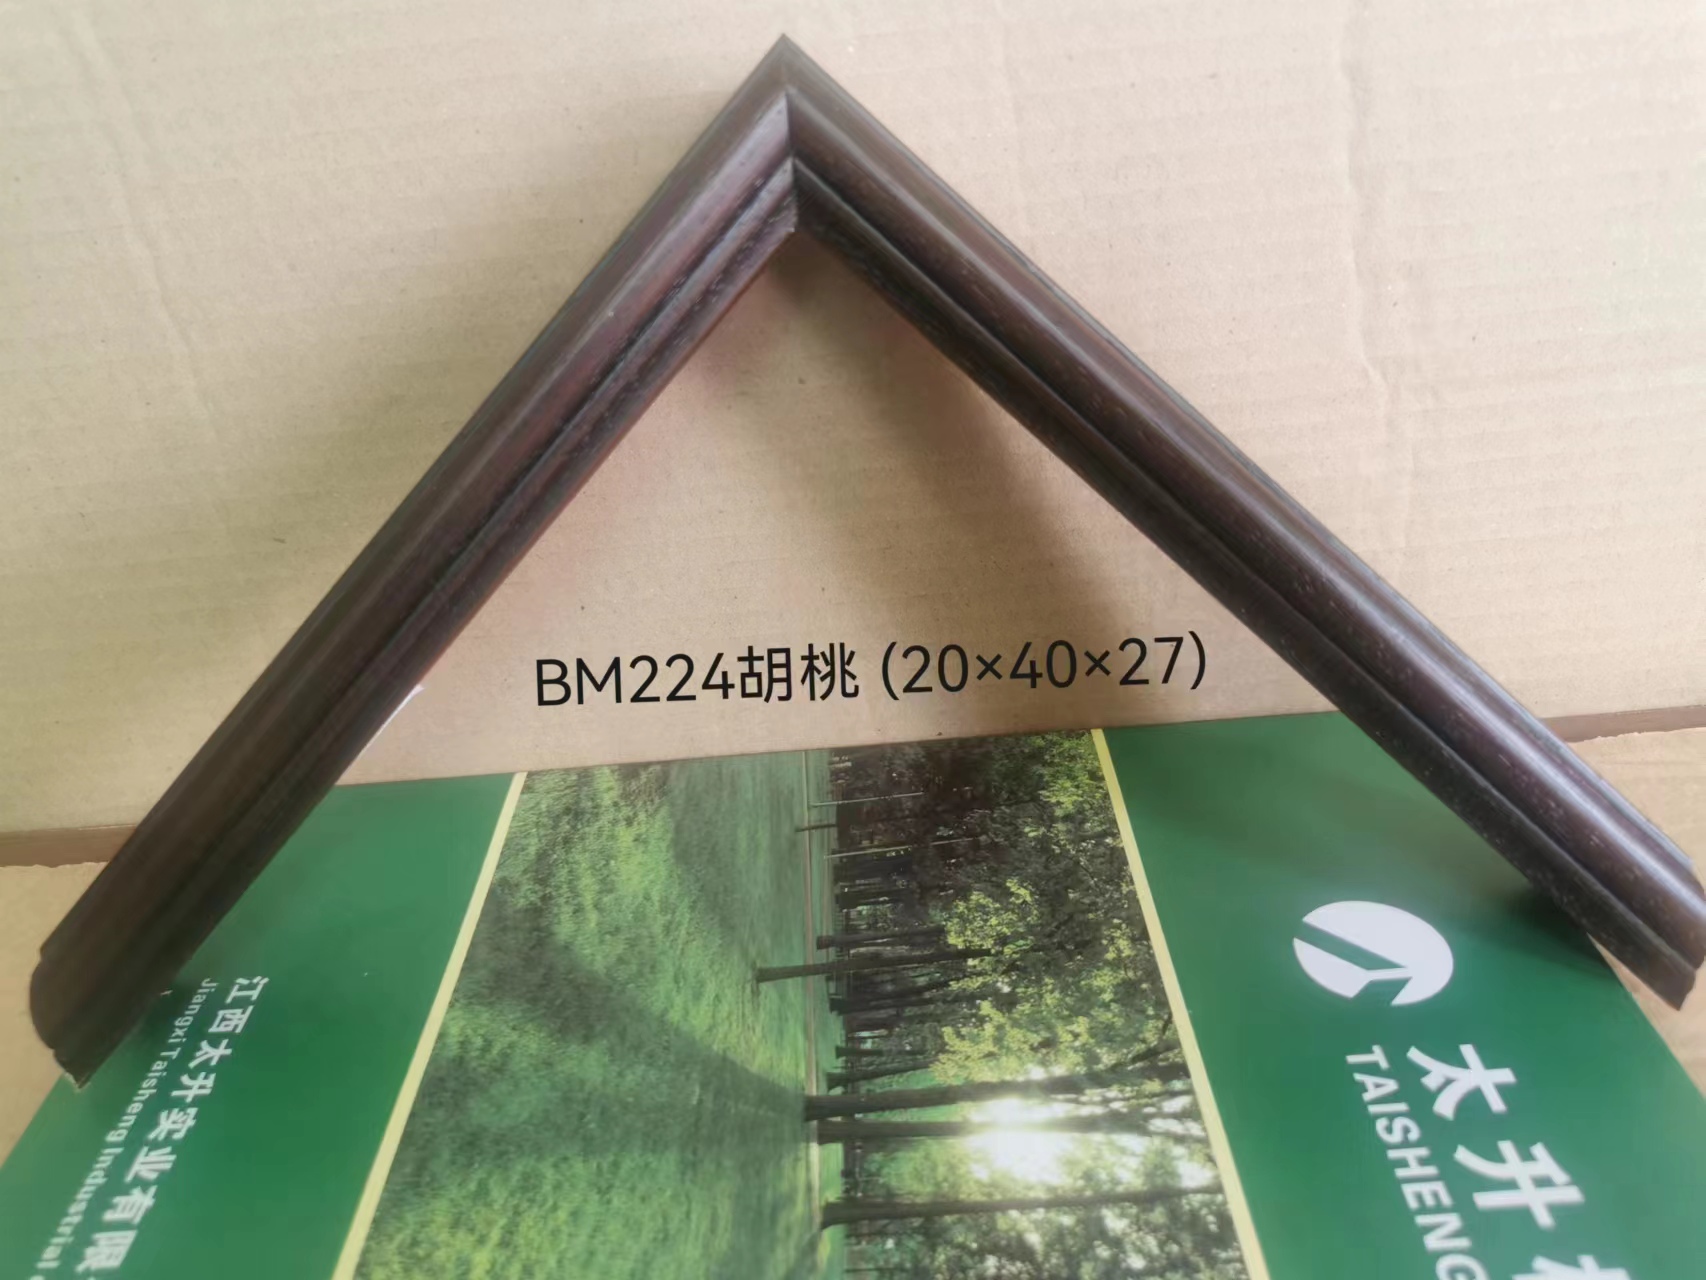 BM224胡桃 (20×40×27)
江西太升实业有限
Jiangxi Taisheng Industrial
太升
TAISHENG